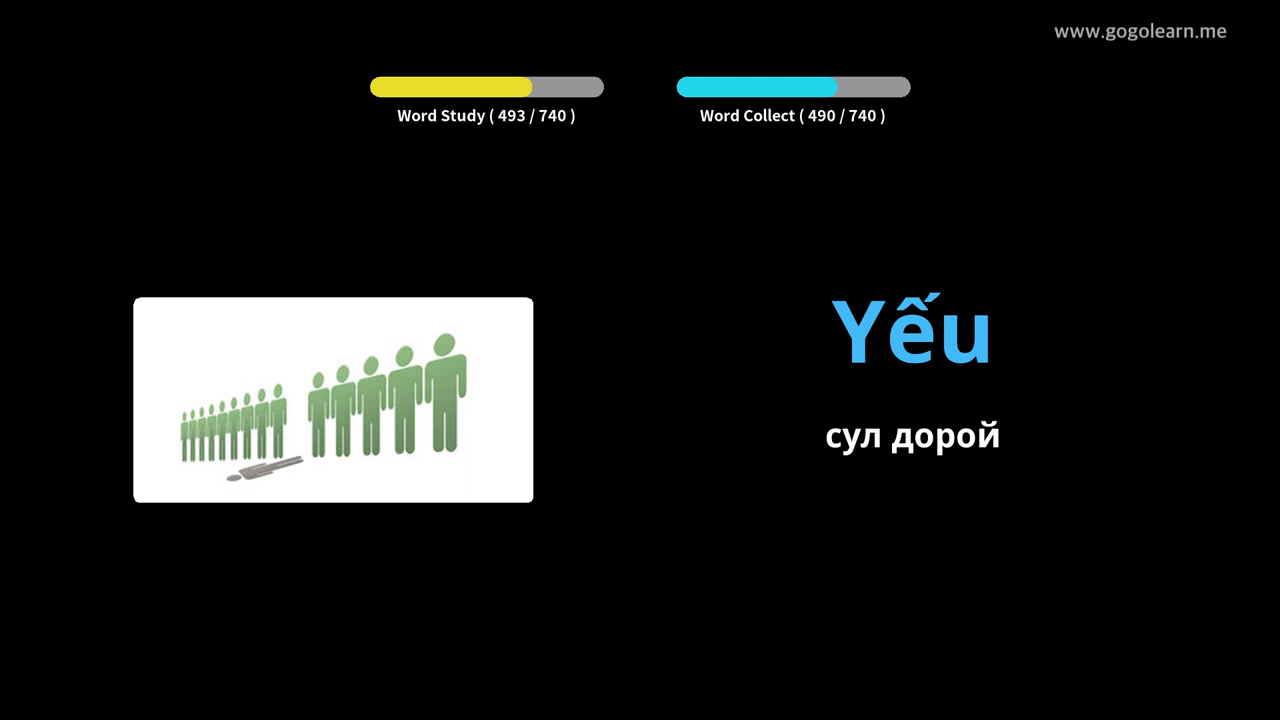 www.gogolearn.me
Word Study ( 493 / 740 )
Word Collect ( 490 / 740 )
Yếu
сул дорой